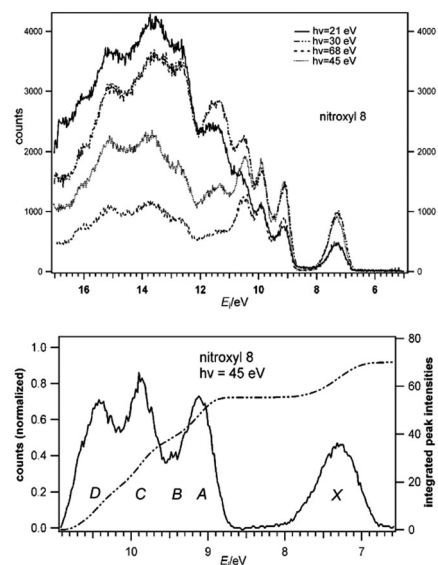 hν=21 eV
hν=30 eV
hν=68 eV
hν=45 eV
nitroxyl 8
counts
4000
3000
2000
1000
0
4000
3000
2000
1000
0
16
14
12
10
8
6
Ei/eV
nitroxyl 8
hν = 45 eV
counts (normalized)
1.0
0.8
0.6
0.4
0.2
0.0
D
C
B
A
X
80
60
40
20
0
integrated peak intensities
10
9
8
7
Ei/eV